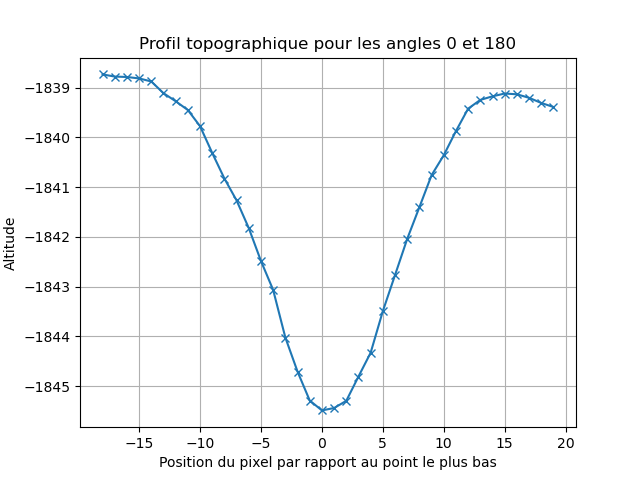 Profil topographique pour les angles 0 et 180
Altitude
−1839
−1840
−1841
−1842
−1843
−1844
−1845
−15 −10 −5 0 5 10 15 20
Position du pixel par rapport au point le plus bas